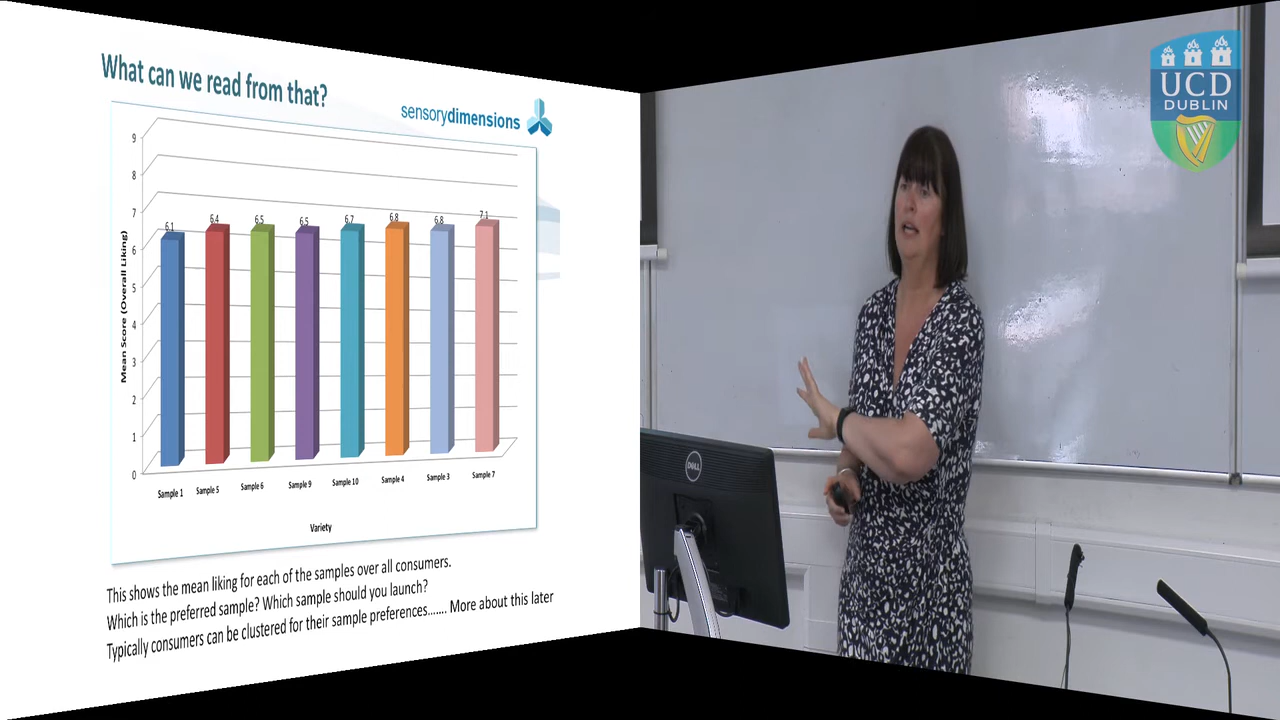 What can we read from that?
sensorydimensions
9
8
7
6
5
4
3
2
1
0
Mean Score (Overall Liking)
6.1
6.4
6.5
6.5
6.7
6.8
6.8
7.1
Sample 1
Sample 5
Sample 6
Sample 9
Sample 10
Sample 4
Sample 3
Sample 7
Variety
This shows the mean liking for each of the samples over all consumers.
Which is the preferred sample? Which sample should you launch?
Typically consumers can be clustered for their sample preferences....... More about this later
UCD
DUBLIN
DELL